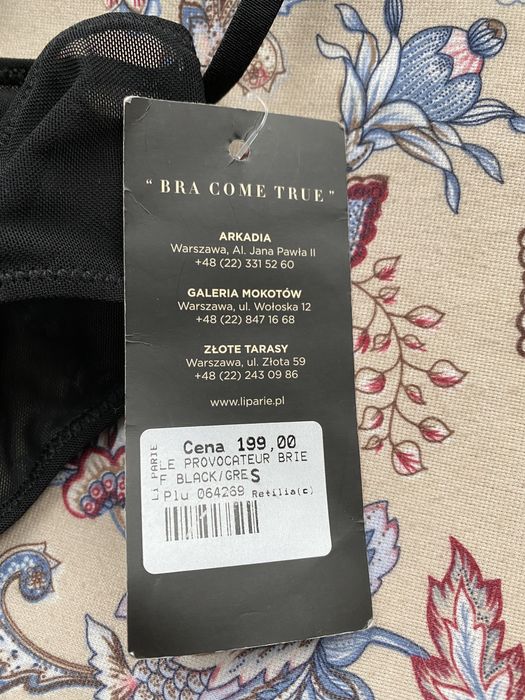 "BRA COME TRUE"
ARKADIA
Warszawa, Al. Jana Pawła II
+48 (22) 331 52 60
GALERIA MOKOTÓW
Warszawa, ul. Wołoska 12
+48 (22) 847 16 68
ZŁOTE TARASY
Warszawa, ul. Złota 59
+48 (22) 243 09 86
www.liparie.pl
LI PARIE
Cena 199,00
LE PROVOCATEUR BRIE
F BLACK/GRE S
Plu 064269 Retilia(c)